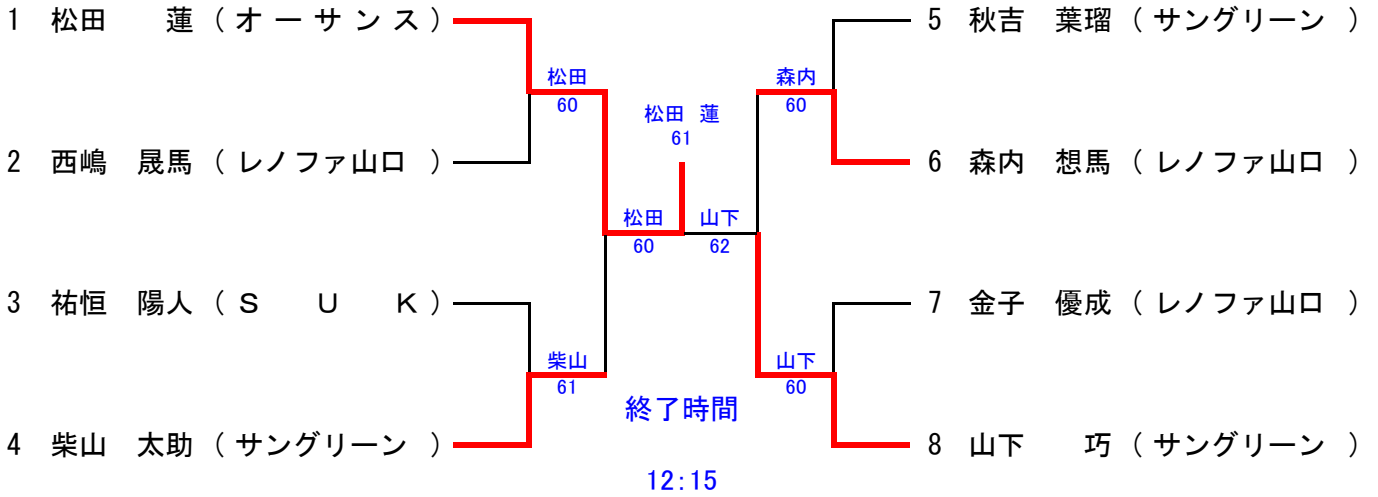 1 松田 蓮 ( オーサンス )
5 秋吉 葉瑠 ( サングリーン )
松田
60
森内
60
松田 蓮
61
2 西嶋 晟馬 ( レノファ山口 )
6 森内 想馬 ( レノファ山口 )
松田
60
山下
62
3 祐恒 陽人 ( S U K )
7 金子 優成 ( レノファ山口 )
柴山
61
山下
60
終了時間
4 柴山 太助 ( サングリーン )
8 山下 巧 ( サングリーン )
12:15